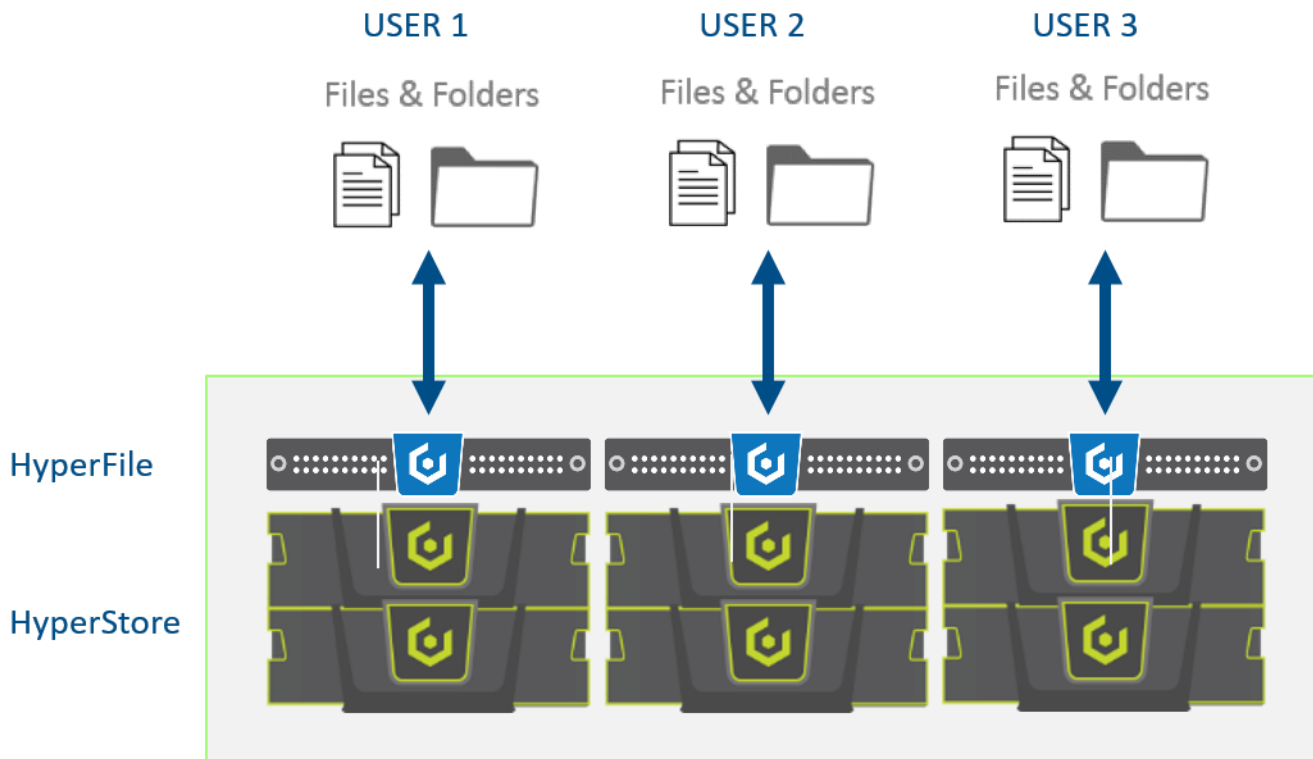 USER 1
USER 2
USER 3
Files & Folders
Files & Folders
Files & Folders
HyperFile
HyperStore